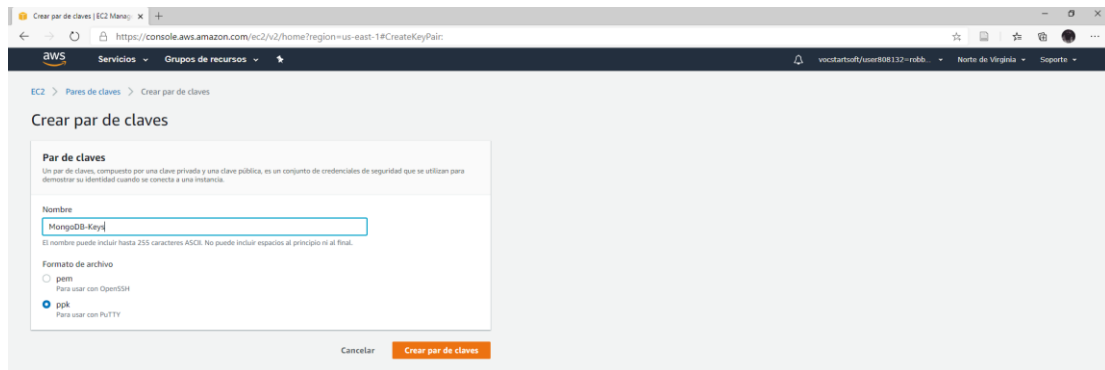 Crear par de claves | EC2 Manag
https://console.aws.amazon.com/ec2/v2/home?region=us-east-1#CreateKeyPair:
aws Servicios Grupos de recursos vocstartsoft/user808132=robb... Norte de Virginia Soporte
EC2 > Pares de claves > Crear par de claves
Crear par de claves
Par de claves
Un par de claves, compuesto por una clave privada y una clave pública, es un conjunto de credenciales de seguridad que se utilizan para
demostrar su identidad cuando se conecta a una instancia.
Nombre
MongoDB-Keys
El nombre puede incluir hasta 255 caracteres ASCII. No puede incluir espacios al principio ni al final.
Formato de archivo
pem
Para usar con OpenSSH
ppk
Para usar con PuTTY
Cancelar Crear par de claves